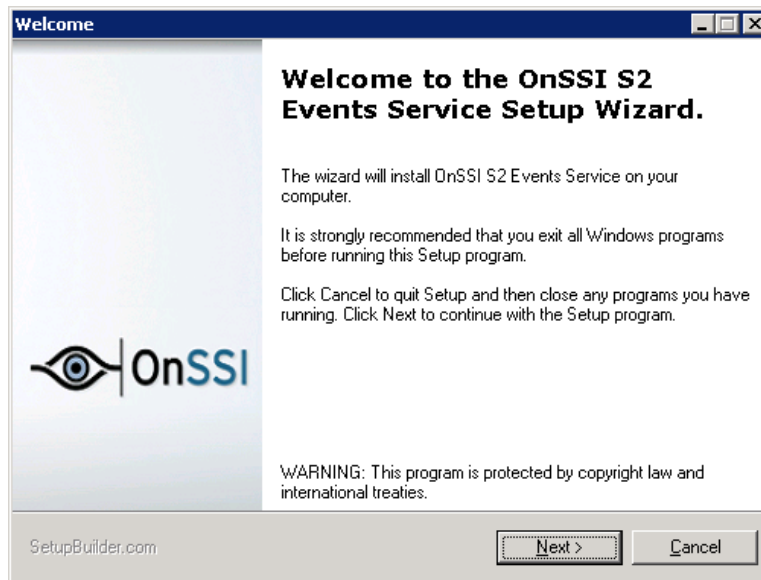 Welcome
Welcome to the OnSSI S2
Events Service Setup Wizard.
The wizard will install OnSSI S2 Events Service on your
computer.
It is strongly recommended that you exit all Windows programs
before running this Setup program.
Click Cancel to quit Setup and then close any programs you have
running. Click Next to continue with the Setup program.
OnSSI
WARNING: This program is protected by copyright law and
international treaties.
SetupBuilder.com
Next >
Cancel